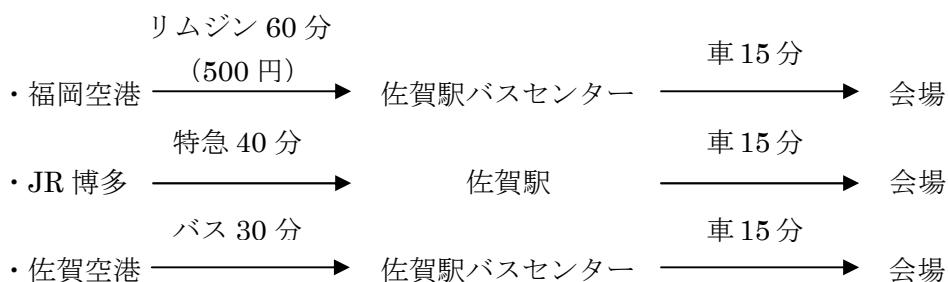 リムジン 60 分
（500 円）
車 15 分
・福岡空港 佐賀駅バスセンター 会場
特急 40 分
車 15 分
・JR 博多 佐賀駅 会場
バス 30 分
車 15 分
・佐賀空港 佐賀駅バスセンター 会場